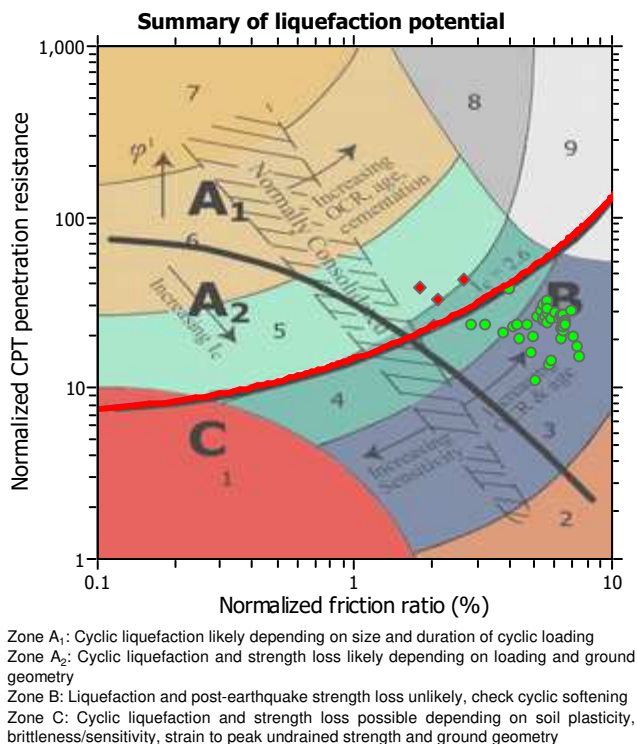 Summary of liquefaction potential
1,000
7
8
9
φ'
A1
Normally Consolidated
Increasing
OCR, age,
cementation
100
6
Ic = 2.6
A2
Increasing Ic
5
B
10
4
Increasing
OCR & age
3
C
1
Increasing
Sensitivity
2
1
0.1
1
10
Normalized CPT penetration resistance
Normalized friction ratio (%)
Zone A1: Cyclic liquefaction likely depending on size and duration of cyclic loading
Zone A2: Cyclic liquefaction and strength loss likely depending on loading and ground
geometry
Zone B: Liquefaction and post-earthquake strength loss unlikely, check cyclic softening
Zone C: Cyclic liquefaction and strength loss possible depending on soil plasticity,
brittleness/sensitivity, strain to peak undrained strength and ground geometry